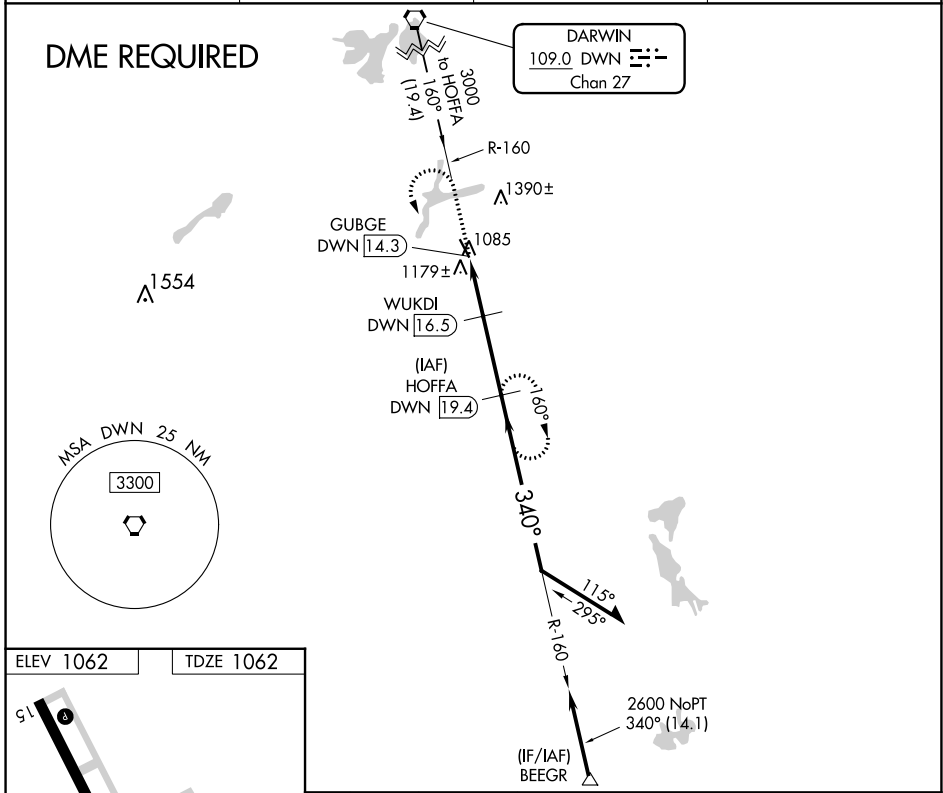 DME REQUIRED
DARWIN
109.0 DWN
Chan 27
3000
to HOFFA
160°
(19.4)
R-160
1390±
GUBGE
DWN 14.3
1085
1179±
1554
WUKDI
DWN 16.5
(IAF)
HOFFA
DWN 19.4
160°
MSA DWN 25 NM
3300
340°
115°
295°
R-160
2600 NoPT
340° (14.1)
(IF/IAF)
BEEGR
ELEV 1062
TDZE 1062
15
P